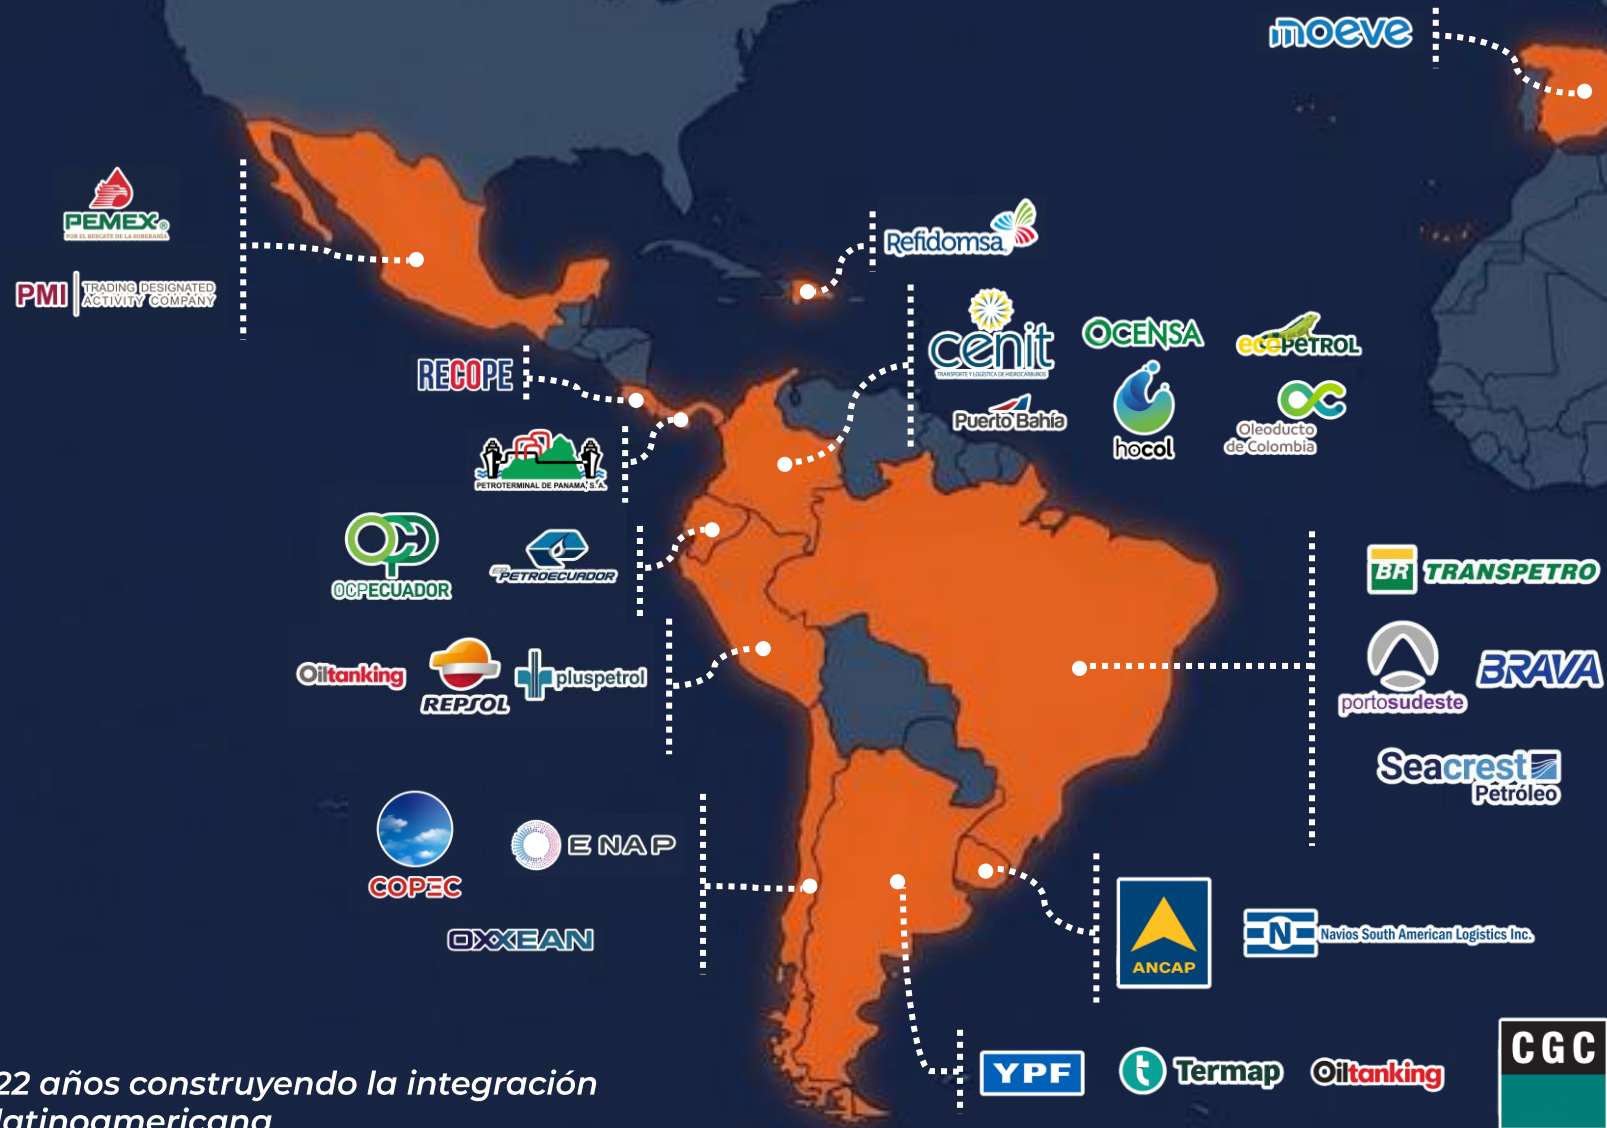 moeve
PEMEX®
POR EL RESCATE DE LA SOBERANÍA
PMI TRADING DESIGNATED
ACTIVITY COMPANY
Refidomsa
cenit
TRANSPORTE Y LOGÍSTICA DE HIDROCARBUROS
OCENSA
ecoPETROL
Puerto Bahía
hocol
Oleoducto
de Colombia
RECOPE
PETROTERMINAL DE PANAMA, S.A.
OCPECUADOR
EP PETROECUADOR
Oiltanking
REPSOL
pluspetrol
BR TRANSPETRO
portosudeste
BRAVA
Seacrest
Petróleo
COPEC
ENAP
OXXEAN
ANCAP
N Navios South American Logistics Inc.
YPF
t Termap
Oiltanking
CGC
22 años construyendo la integración
latinoamericana